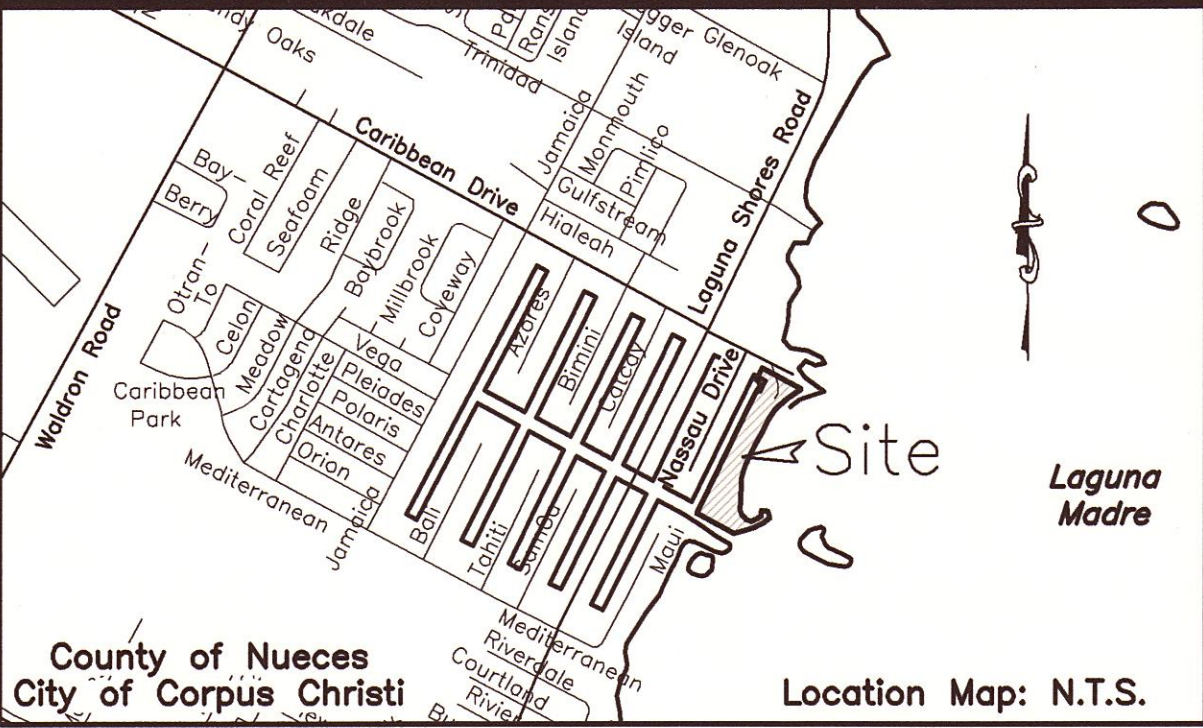 Oaks
Trinidad
Island
Island
Glenoak
Jamaica
Monmouth
Pimlico
Laguna Shores Road
Caribbean Drive
Gulfstream
Hialeah
Bay
Berry
Coral Reef
Seafoam
Ridge
Baybrook
Millbrook
Coveway
Otran-
To
Celon
Meadow
Cartagena
Charlotte
Vega
Pleiades
Polaris
Antares
Orion
Caribbean
Park
Waldron Road
Mediterranean
Jamaica
Azores
Bimini
Nassau Drive
Site
Laguna
Madre
Bali
Tahiti
Samoa
Maui
Mediterranean
Riverdale
Courtland
County of Nueces
City of Corpus Christi
Location Map: N.T.S.